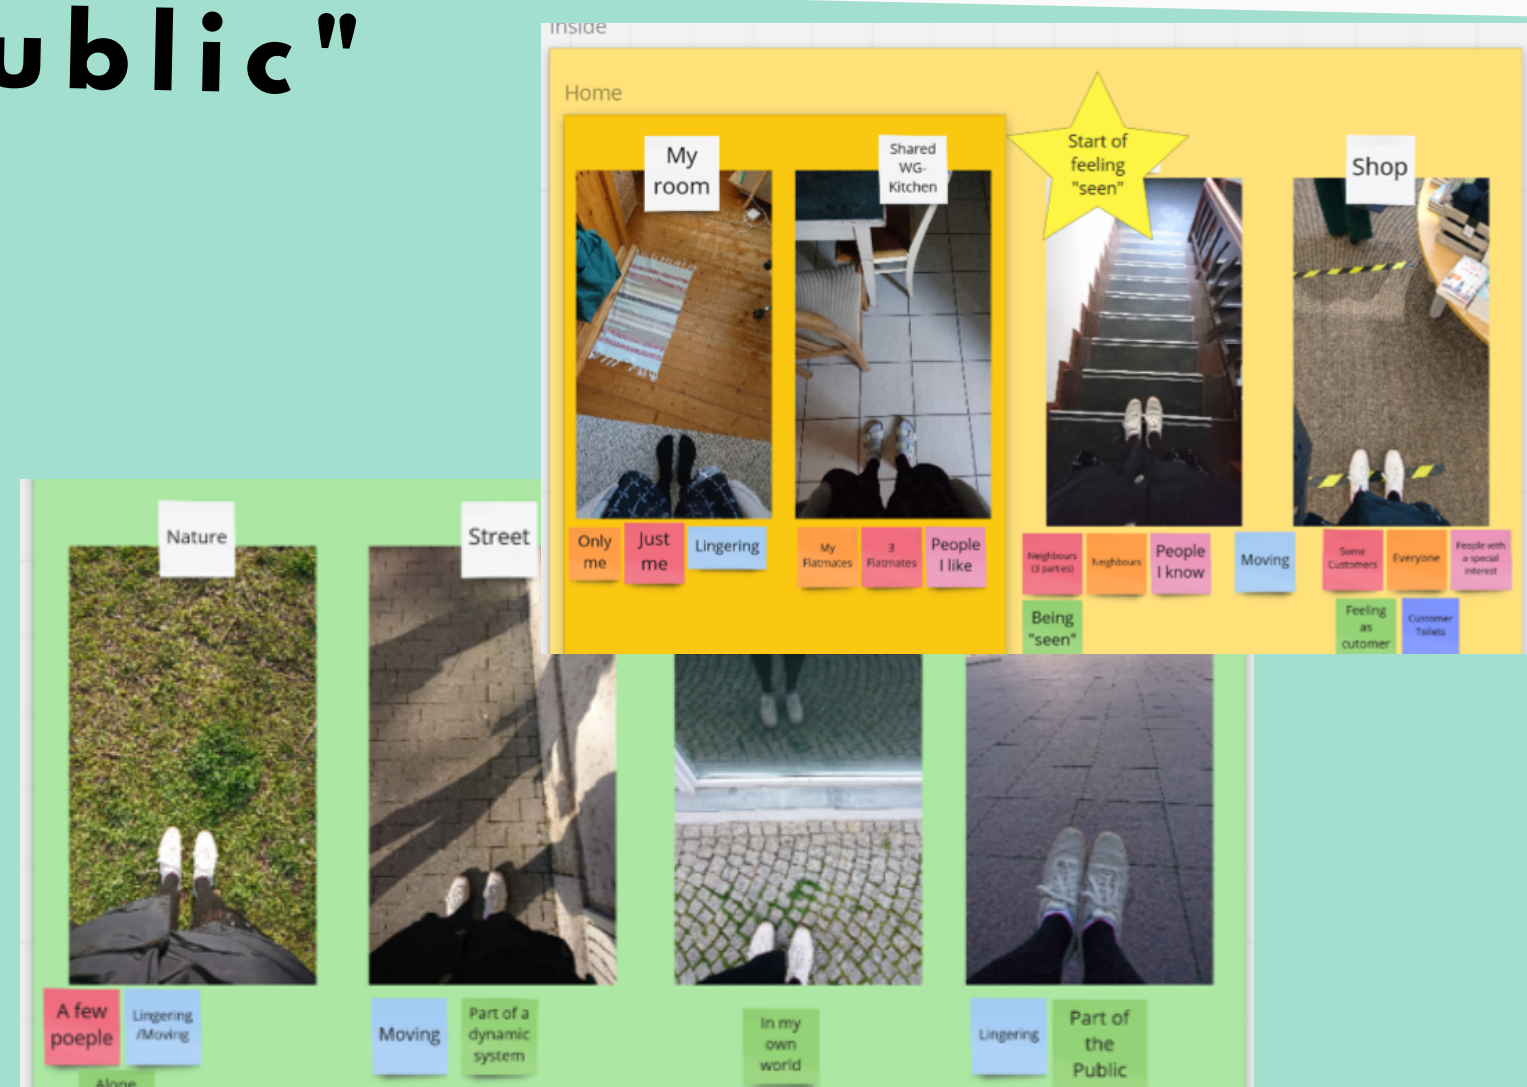 ublic"
Inside
Home
My
room
Shared
WG-
Kitchen
Start of
feeling
"seen"
Shop
Only
me
Just
me
Lingering
My
Flatmates
3
Flatmates
People
I like
Neighbours
(3 parties)
Neighbours
People
I know
Moving
Being
"seen"
Some
Customers
Everyone
People with
a special
interest
Feeling
as
cutomer
Customer
Toilets
Nature
Street
A few
poeple
Lingering
/Moving
Alone
Moving
Part of a
dynamic
system
In my
own
world
Lingering
Part of
the
Public